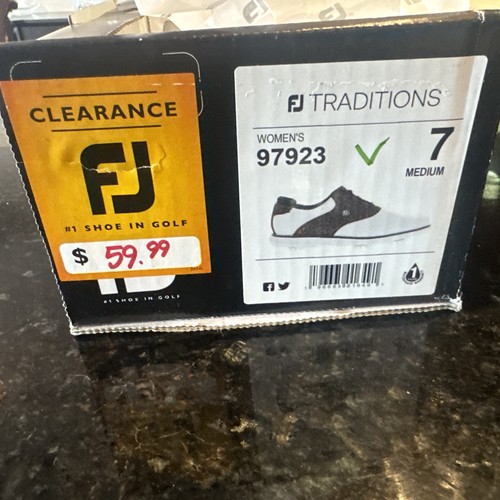 FJ
CLEARANCE
FJ
#1 SHOE IN GOLF
$ 59.99
#1 SHOE IN GOLF
FJ TRADITIONS
WOMEN'S
97923
7
MEDIUM
1